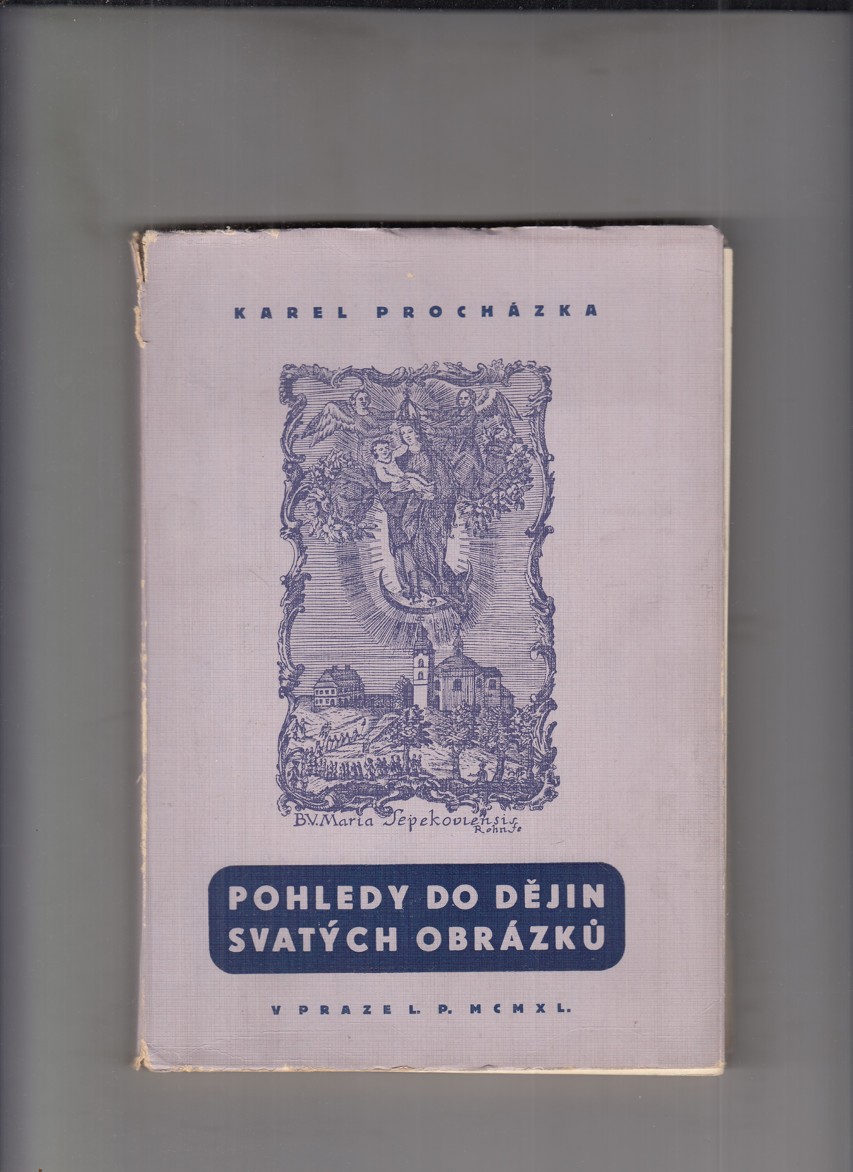 KAREL PROCHÁZKA
B.V. Maria Sepekoviensis
Rohn fe
POHLEDY DO DĚJIN
SVATÝCH OBRÁZKŮ
V PRAZE L. P. MCMXL.